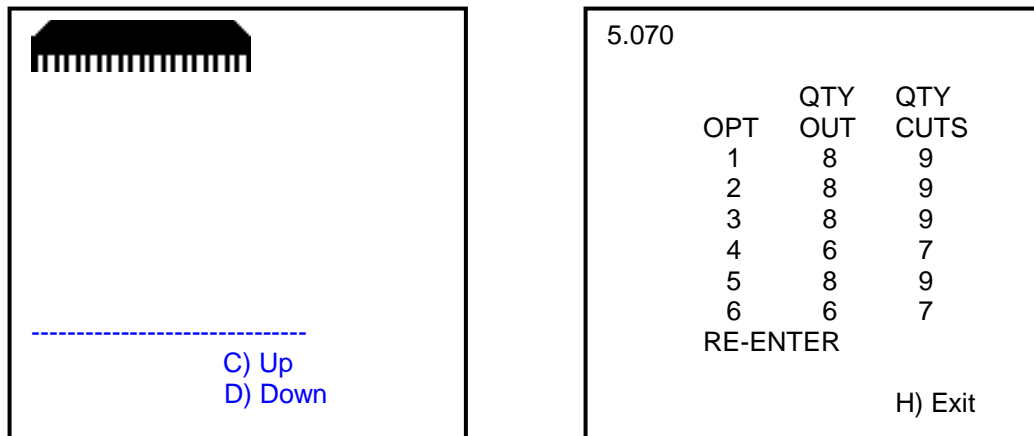 ------------------------------
C) Up
D) Down
5.070
QTY QTY
OPT OUT CUTS
1 8 9
2 8 9
3 8 9
4 6 7
5 8 9
6 6 7
RE-ENTER
H) Exit